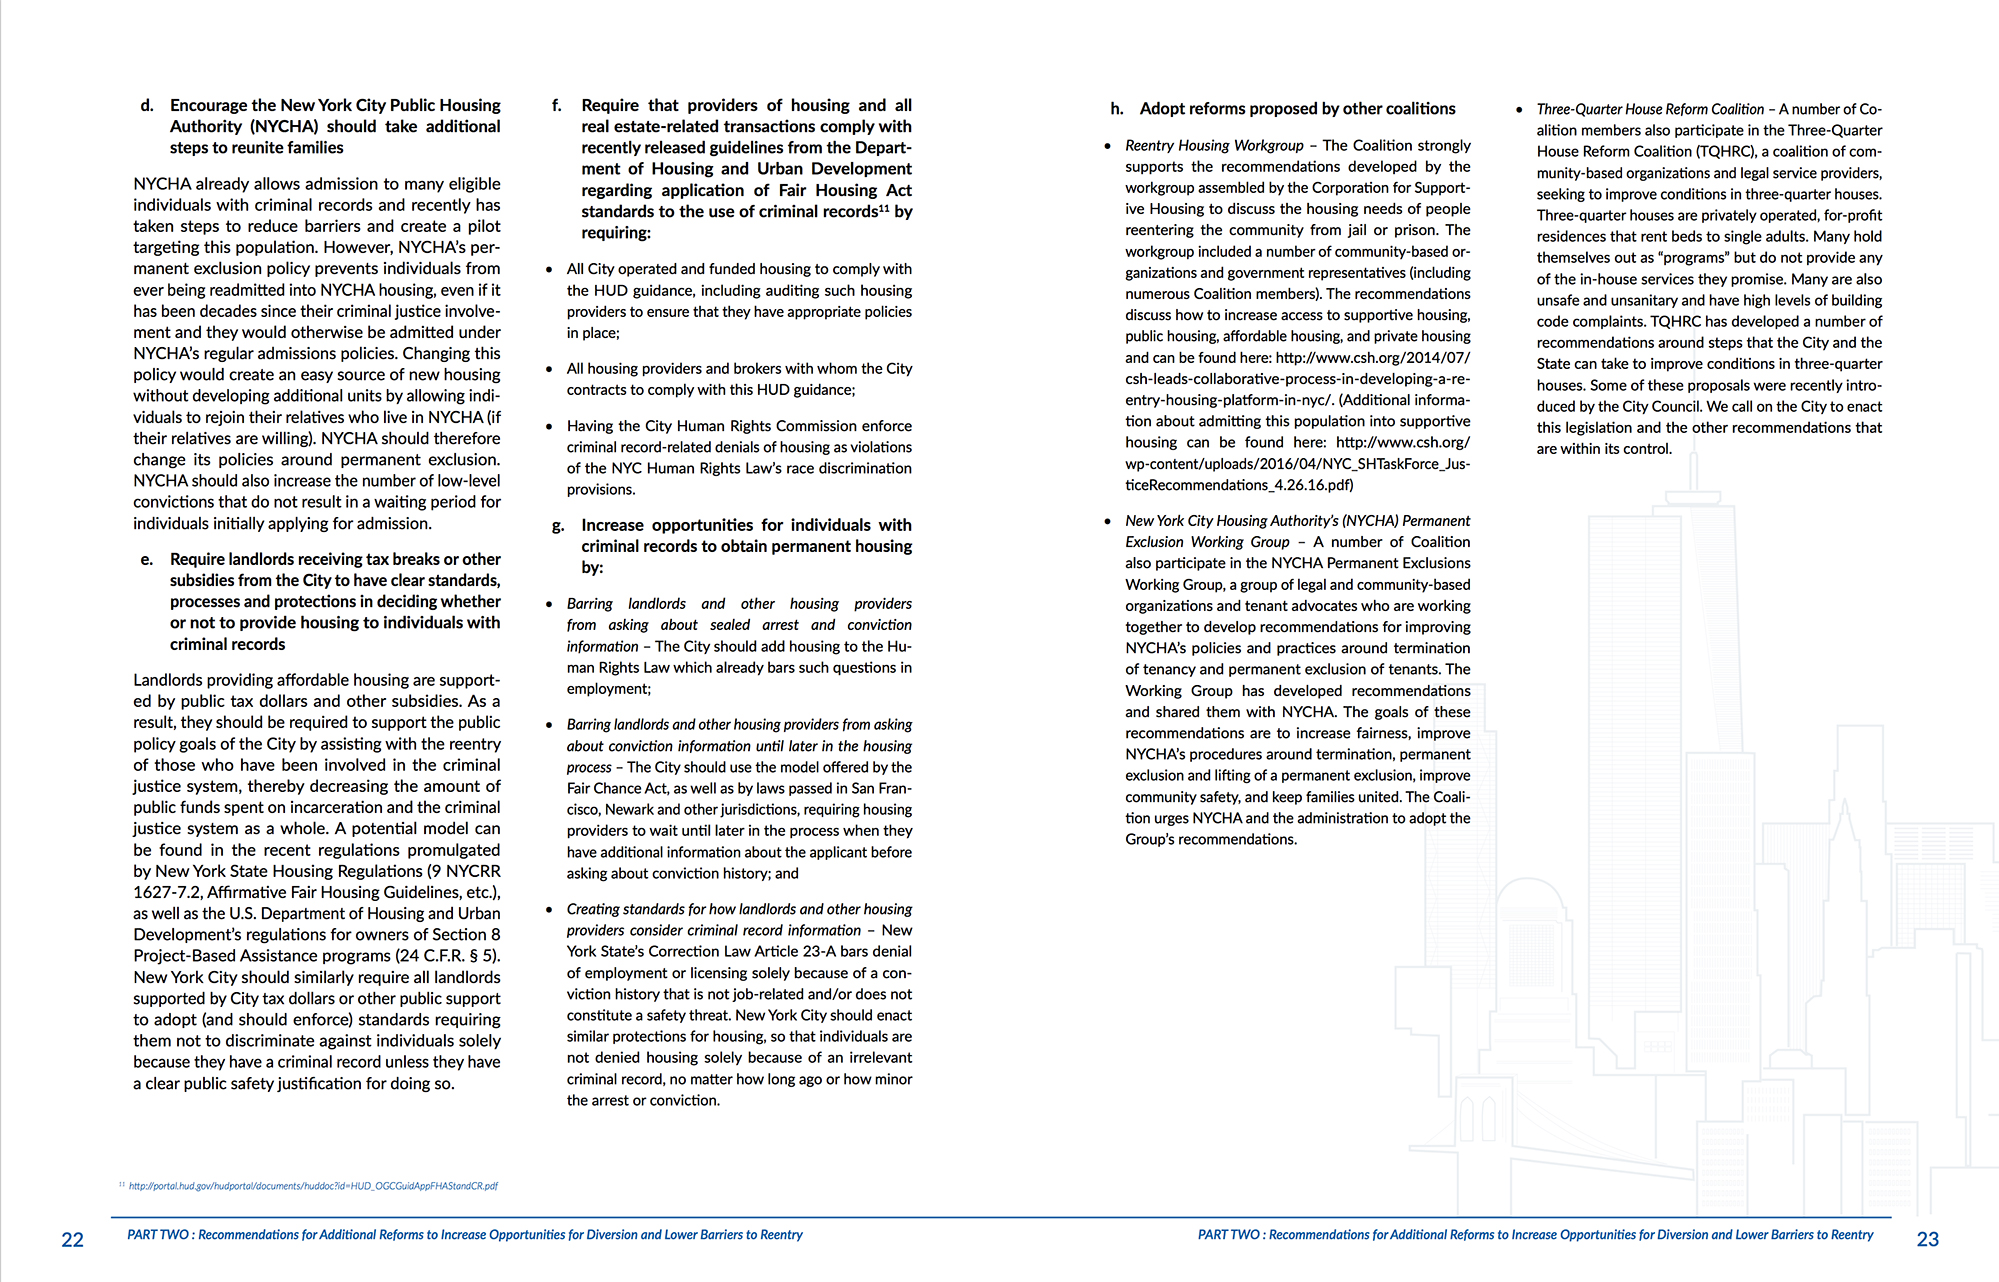 d. Encourage the New York City Public Housing
Authority (NYCHA) should take additional
steps to reunite families
NYCHA already allows admission to many eligible
individuals with criminal records and recently has
taken steps to reduce barriers and create a pilot
targeting this population. However, NYCHA's per-
manent exclusion policy prevents individuals from
ever being readmitted into NYCHA housing, even if it
has been decades since their criminal justice involve-
ment and they would otherwise be admitted under
NYCHA's regular admissions policies. Changing this
policy would create an easy source of new housing
without developing additional units by allowing indi-
viduals to rejoin their relatives who live in NYCHA (if
their relatives are willing). NYCHA should therefore
change its policies around permanent exclusion.
NYCHA should also increase the number of low-level
convictions that do not result in a waiting period for
individuals initially applying for admission.
e. Require landlords receiving tax breaks or other
subsidies from the City to have clear standards,
processes and protections in deciding whether
or not to provide housing to individuals with
criminal records
Landlords providing affordable housing are support-
ed by public tax dollars and other subsidies. As a
result, they should be required to support the public
policy goals of the City by assisting with the reentry
of those who have been involved in the criminal
justice system, thereby decreasing the amount of
public funds spent on incarceration and the criminal
justice system as a whole. A potential model can
be found in the recent regulations promulgated
by New York State Housing Regulations (9 NYCRR
1627-7.2, Affirmative Fair Housing Guidelines, etc.),
as well as the U.S. Department of Housing and Urban
Development's regulations for owners of Section 8
Project-Based Assistance programs (24 C.F.R. § 5).
New York City should similarly require all landlords
supported by City tax dollars or other public support
to adopt (and should enforce) standards requiring
them not to discriminate against individuals solely
because they have a criminal record unless they have
a clear public safety justification for doing so.
f. Require that providers of housing and all
real estate-related transactions comply with
recently released guidelines from the Depart-
ment of Housing and Urban Development
regarding application of Fair Housing Act
standards to the use of criminal records¹¹ by
requiring:
• All City operated and funded housing to comply with
the HUD guidance, including auditing such housing
providers to ensure that they have appropriate policies
in place;
• All housing providers and brokers with whom the City
contracts to comply with this HUD guidance;
• Having the City Human Rights Commission enforce
criminal record-related denials of housing as violations
of the NYC Human Rights Law's race discrimination
provisions.
g. Increase opportunities for individuals with
criminal records to obtain permanent housing
by:
• Barring landlords and other housing providers
from asking about sealed arrest and conviction
information – The City should add housing to the Hu-
man Rights Law which already bars such questions in
employment;
• Barring landlords and other housing providers from asking
about conviction information until later in the housing
process – The City should use the model offered by the
Fair Chance Act, as well as by laws passed in San Fran-
cisco, Newark and other jurisdictions, requiring housing
providers to wait until later in the process when they
have additional information about the applicant before
asking about conviction history; and
• Creating standards for how landlords and other housing
providers consider criminal record information – New
York State's Correction Law Article 23-A bars denial
of employment or licensing solely because of a con-
viction history that is not job-related and/or does not
constitute a safety threat. New York City should enact
similar protections for housing, so that individuals are
not denied housing solely because of an irrelevant
criminal record, no matter how long ago or how minor
the arrest or conviction.
¹¹ http://portal.hud.gov/hudportal/documents/huddoc?id=HUD_OGCGuidAppFHAStandCR.pdf
22 PART TWO : Recommendations for Additional Reforms to Increase Opportunities for Diversion and Lower Barriers to Reentry
h. Adopt reforms proposed by other coalitions
• Reentry Housing Workgroup – The Coalition strongly
supports the recommendations developed by the
workgroup assembled by the Corporation for Support-
ive Housing to discuss the housing needs of people
reentering the community from jail or prison. The
workgroup included a number of community-based or-
ganizations and government representatives (including
numerous Coalition members). The recommendations
discuss how to increase access to supportive housing,
public housing, affordable housing, and private housing
and can be found here: http://www.csh.org/2014/07/
csh-leads-collaborative-process-in-developing-a-re-
entry-housing-platform-in-nyc/. (Additional informa-
tion about admitting this population into supportive
housing can be found here: http://www.csh.org/
wp-content/uploads/2016/04/NYC_SHTaskForce_Jus-
ticeRecommendations_4.26.16.pdf)
• New York City Housing Authority's (NYCHA) Permanent
Exclusion Working Group – A number of Coalition
also participate in the NYCHA Permanent Exclusions
Working Group, a group of legal and community-based
organizations and tenant advocates who are working
together to develop recommendations for improving
NYCHA's policies and practices around termination
of tenancy and permanent exclusion of tenants. The
Working Group has developed recommendations
and shared them with NYCHA. The goals of these
recommendations are to increase fairness, improve
NYCHA's procedures around termination, permanent
exclusion and lifting of a permanent exclusion, improve
community safety, and keep families united. The Coali-
tion urges NYCHA and the administration to adopt the
Group's recommendations.
• Three-Quarter House Reform Coalition – A number of Co-
alition members also participate in the Three-Quarter
House Reform Coalition (TQHRC), a coalition of com-
munity-based organizations and legal service providers,
seeking to improve conditions in three-quarter houses.
Three-quarter houses are privately operated, for-profit
residences that rent beds to single adults. Many hold
themselves out as "programs" but do not provide any
of the in-house services they promise. Many are also
unsafe and unsanitary and have high levels of building
code complaints. TQHRC has developed a number of
recommendations around steps that the City and the
State can take to improve conditions in three-quarter
houses. Some of these proposals were recently intro-
duced by the City Council. We call on the City to enact
this legislation and the other recommendations that
are within its control.
PART TWO : Recommendations for Additional Reforms to Increase Opportunities for Diversion and Lower Barriers to Reentry 23